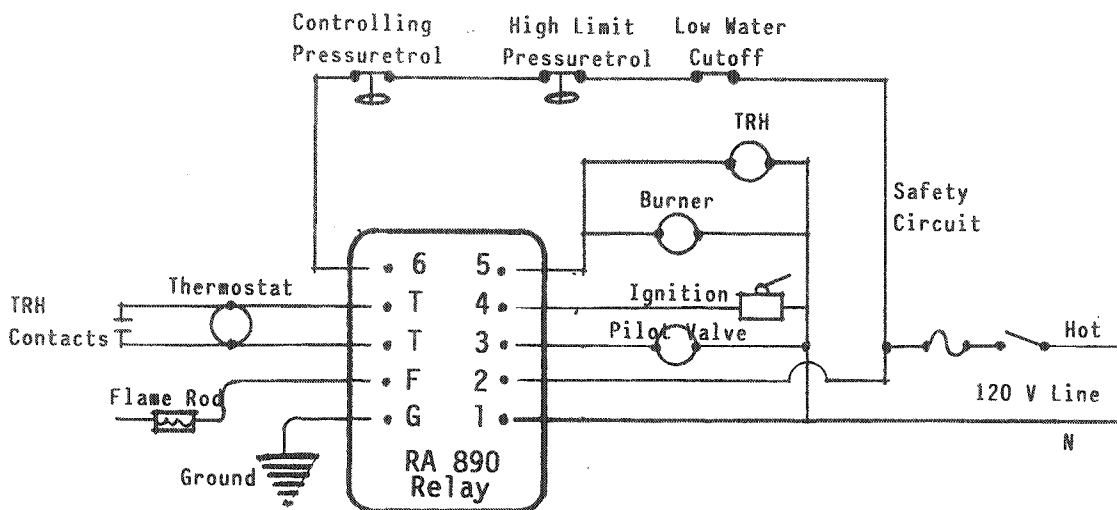 Controlling
Pressuretrol
High Limit
Pressuretrol
Low Water
Cutoff
TRH
Burner
Safety
Circuit
6
5
Thermostat
T
4
Ignition
TRH
Contacts
T
3
Pilot Valve
Hot
F
2
Flame Rod
120 V Line
G
1
N
Ground
RA 890
Relay